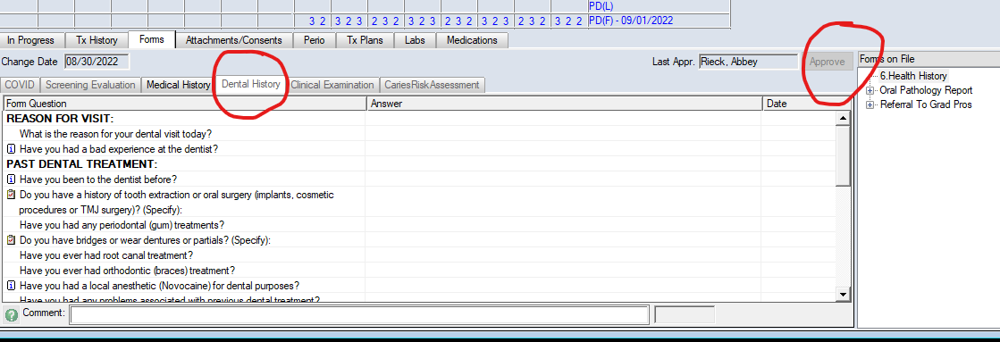 PD(L)
3 2 3 2 3 2 3 2 3 2 2 3 2 2 3 2 3 2 3 2 3 2 3 2 2 PD(F) - 09/01/2022
In Progress Tx History Forms Attachments/Consents Perio Tx Plans Labs Medications
Change Date 08/30/2022 Last Appr. Rieck, Abbey Approve Forms on File
COVID Screening Evaluation Medical History Dental History Clinical Examination CariesRiskAssessment
6.Health History
Oral Pathology Report
Referral To Grad Pros
Form Question Answer Date
REASON FOR VISIT:
What is the reason for your dental visit today?
Have you had a bad experience at the dentist?
PAST DENTAL TREATMENT:
Have you been to the dentist before?
Do you have a history of tooth extraction or oral surgery (implants, cosmetic
procedures or TMJ surgery)? (Specify):
Have you had any periodontal (gum) treatments?
Do you have bridges or wear dentures or partials? (Specify):
Have you ever had root canal treatment?
Have you ever had orthodontic (braces) treatment?
Have you had a local anesthetic (Novocaine) for dental purposes?
Have you had any problems associated with previous dental treatment?
Comment: